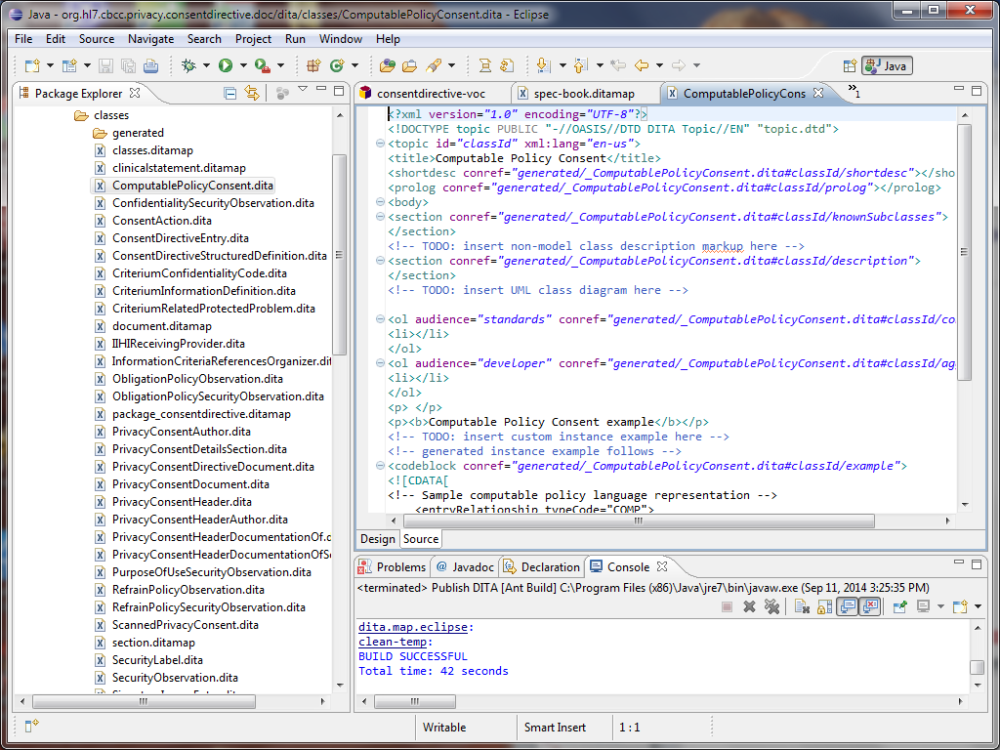 Java - org.hl7.cbcc.privacy.consentdirective.doc/dita/classes/ComputablePolicyConsent.dita - Eclipse
File Edit Source Navigate Search Project Run Window Help
Java
Package Explorer
classes
generated
classes.ditamap
clinicalstatement.ditamap
ComputablePolicyConsent.dita
ConfidentialitySecurityObservation.dita
ConsentAction.dita
ConsentDirectiveEntry.dita
ConsentDirectiveStructuredDefinition.dita
CriteriumConfidentialityCode.dita
CriteriumInformationDefinition.dita
CriteriumRelatedProtectedProblem.dita
document.ditamap
IIHIReceivingProvider.dita
InformationCriteriaReferencesOrganizer.dit
ObligationPolicyObservation.dita
ObligationPolicySecurityObservation.dita
package_consentdirective.ditamap
PrivacyConsentAuthor.dita
PrivacyConsentDetailsSection.dita
PrivacyConsentDirectiveDocument.dita
PrivacyConsentDocument.dita
PrivacyConsentHeader.dita
PrivacyConsentHeaderAuthor.dita
PrivacyConsentHeaderDocumentationOf.d
PrivacyConsentHeaderDocumentationOfSe
PurposeOfUseSecurityObservation.dita
RefrainPolicyObservation.dita
RefrainPolicySecurityObservation.dita
ScannedPrivacyConsent.dita
section.ditamap
SecurityLabel.dita
SecurityObservation.dita
consentdirective-voc spec-book.ditamap ComputablePolicyCons »1
<?xml version="1.0" encoding="UTF-8"?>
<!DOCTYPE topic PUBLIC "-//OASIS//DTD DITA Topic//EN" "topic.dtd">
<topic id="classId" xml:lang="en-us">
<title>Computable Policy Consent</title>
<shortdesc conref="generated/_ComputablePolicyConsent.dita#classId/shortdesc"></sho
<prolog conref="generated/_ComputablePolicyConsent.dita#classId/prolog"></prolog>
<body>
<section conref="generated/_ComputablePolicyConsent.dita#classId/knownSubclasses">
</section>
<!-- TODO: insert non-model class description markup here -->
<section conref="generated/_ComputablePolicyConsent.dita#classId/description">
</section>
<!-- TODO: insert UML class diagram here -->
<ol audience="standards" conref="generated/_ComputablePolicyConsent.dita#classId/co
<li></li>
</ol>
<ol audience="developer" conref="generated/_ComputablePolicyConsent.dita#classId/ag
<li></li>
</ol>
<p> </p>
<p><b>Computable Policy Consent example</b></p>
<!-- TODO: insert custom instance example here -->
<!-- generated instance example follows -->
<codeblock conref="generated/_ComputablePolicyConsent.dita#classId/example">
<![CDATA[
<!-- Sample computable policy language representation -->
<entryRelationship typeCode="COMP">
Design Source
Problems Javadoc Declaration Console
<terminated> Publish DITA [Ant Build] C:\Program Files (x86)\Java\jre7\bin\javaw.exe (Sep 11, 2014 3:25:35 PM)
dita.map.eclipse:
clean-temp:
BUILD SUCCESSFUL
Total time: 42 seconds
Writable Smart Insert 1 : 1